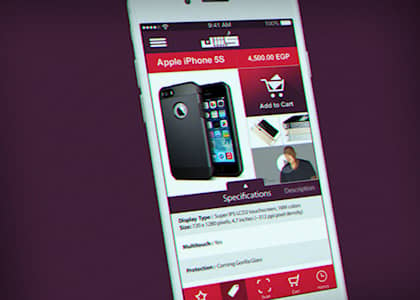 9:41 AM
Apple iPhone 5S
4,500.00 EGP
Add to Cart
Specifications
Description
Display Type : Super IPS LCD2 touchscreen, 16M colors
Size: 720 x 1280 pixels, 4.7 inches (~312 ppi pixel density)
Multitouch : Yes
Protection : Corning Gorilla Glass
Scan
Cart